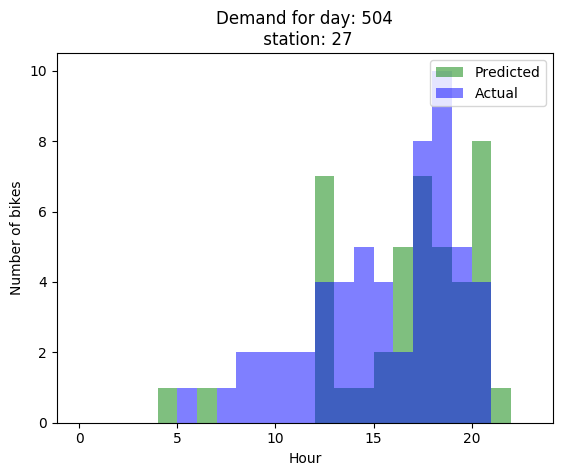 Demand for day: 504
station: 27
Predicted
Actual
Number of bikes
10
8
6
4
2
0
0 5 10 15 20
Hour